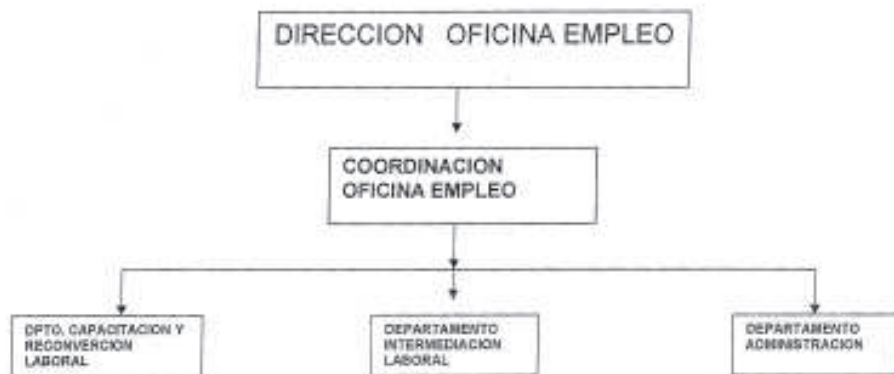 DIRECCION OFICINA EMPLEO
COORDINACION
OFICINA EMPLEO
DPTO. CAPACITACION Y
RECONVERCION
LABORAL
DEPARTAMENTO
INTERMEDIACION
LABORAL
DEPARTAMENTO
ADMINISTRACION